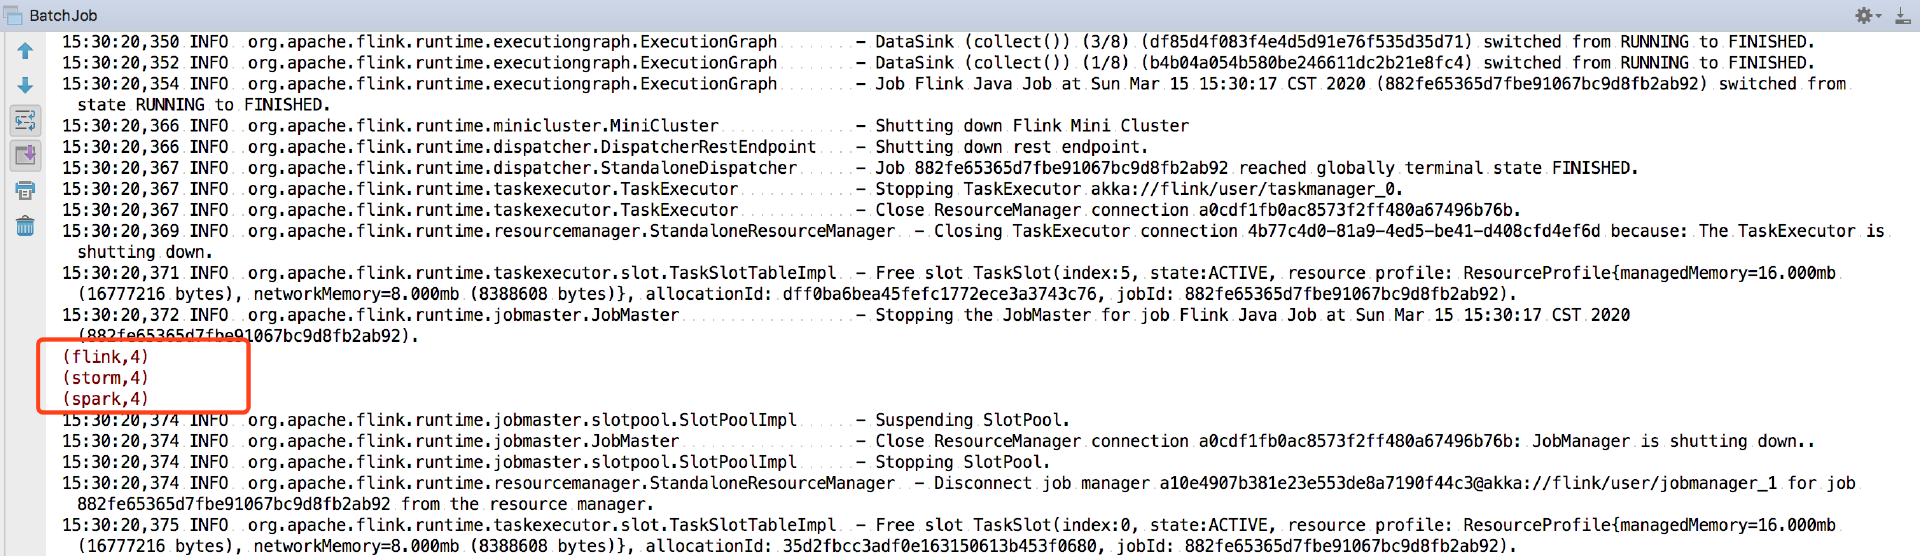 BatchJob
15:30:20,350 INFO  org.apache.flink.runtime.executiongraph.ExecutionGraph        - DataSink (collect()) (3/8) (df85d4f083f4e4d5d91e76f535d35d71) switched from RUNNING to FINISHED.
15:30:20,352 INFO  org.apache.flink.runtime.executiongraph.ExecutionGraph        - DataSink (collect()) (1/8) (b4b04a054b580be246611dc2b21e8fc4) switched from RUNNING to FINISHED.
15:30:20,354 INFO  org.apache.flink.runtime.executiongraph.ExecutionGraph        - Job Flink Java Job at Sun Mar 15 15:30:17 CST 2020 (882fe65365d7fbe91067bc9d8fb2ab92) switched from
state RUNNING to FINISHED.
15:30:20,366 INFO  org.apache.flink.runtime.minicluster.MiniCluster              - Shutting down Flink Mini Cluster
15:30:20,366 INFO  org.apache.flink.runtime.dispatcher.DispatcherRestEndpoint    - Shutting down rest endpoint.
15:30:20,367 INFO  org.apache.flink.runtime.dispatcher.StandaloneDispatcher      - Job 882fe65365d7fbe91067bc9d8fb2ab92 reached globally terminal state FINISHED.
15:30:20,367 INFO  org.apache.flink.runtime.taskexecutor.TaskExecutor            - Stopping TaskExecutor akka://flink/user/taskmanager_0.
15:30:20,367 INFO  org.apache.flink.runtime.taskexecutor.TaskExecutor            - Close ResourceManager connection a0cdf1fb0ac8573f2ff480a67496b76b.
15:30:20,369 INFO  org.apache.flink.runtime.resourcemanager.StandaloneResourceManager  - Closing TaskExecutor connection 4b77c4d0-81a9-4ed5-be41-d408cfd4ef6d because: The TaskExecutor is
shutting down.
15:30:20,371 INFO  org.apache.flink.runtime.taskexecutor.slot.TaskSlotTableImpl  - Free slot TaskSlot(index:5, state:ACTIVE, resource profile: ResourceProfile{managedMemory=16.000mb
(16777216 bytes), networkMemory=8.000mb (8388608 bytes)}, allocationId: dff0ba6bea45fefc1772ece3a3743c76, jobId: 882fe65365d7fbe91067bc9d8fb2ab92).
15:30:20,372 INFO  org.apache.flink.runtime.jobmaster.JobMaster                  - Stopping the JobMaster for job Flink Java Job at Sun Mar 15 15:30:17 CST 2020
(882fe65365d7fbe91067bc9d8fb2ab92).
(flink,4)
(storm,4)
(spark,4)
15:30:20,374 INFO  org.apache.flink.runtime.jobmaster.slotpool.SlotPoolImpl      - Suspending SlotPool.
15:30:20,374 INFO  org.apache.flink.runtime.jobmaster.JobMaster                  - Close ResourceManager connection a0cdf1fb0ac8573f2ff480a67496b76b: JobManager is shutting down..
15:30:20,374 INFO  org.apache.flink.runtime.jobmaster.slotpool.SlotPoolImpl      - Stopping SlotPool.
15:30:20,374 INFO  org.apache.flink.runtime.resourcemanager.StandaloneResourceManager  - Disconnect job manager a10e4907b381e23e553de8a7190f44c3@akka://flink/user/jobmanager_1 for job
882fe65365d7fbe91067bc9d8fb2ab92 from the resource manager.
15:30:20,375 INFO  org.apache.flink.runtime.taskexecutor.slot.TaskSlotTableImpl  - Free slot TaskSlot(index:0, state:ACTIVE, resource profile: ResourceProfile{managedMemory=16.000mb
(16777216 bytes), networkMemory=8.000mb (8388608 bytes)}, allocationId: 35d2fbcc3adf0e163150613b453f0680, jobId: 882fe65365d7fbe91067bc9d8fb2ab92).